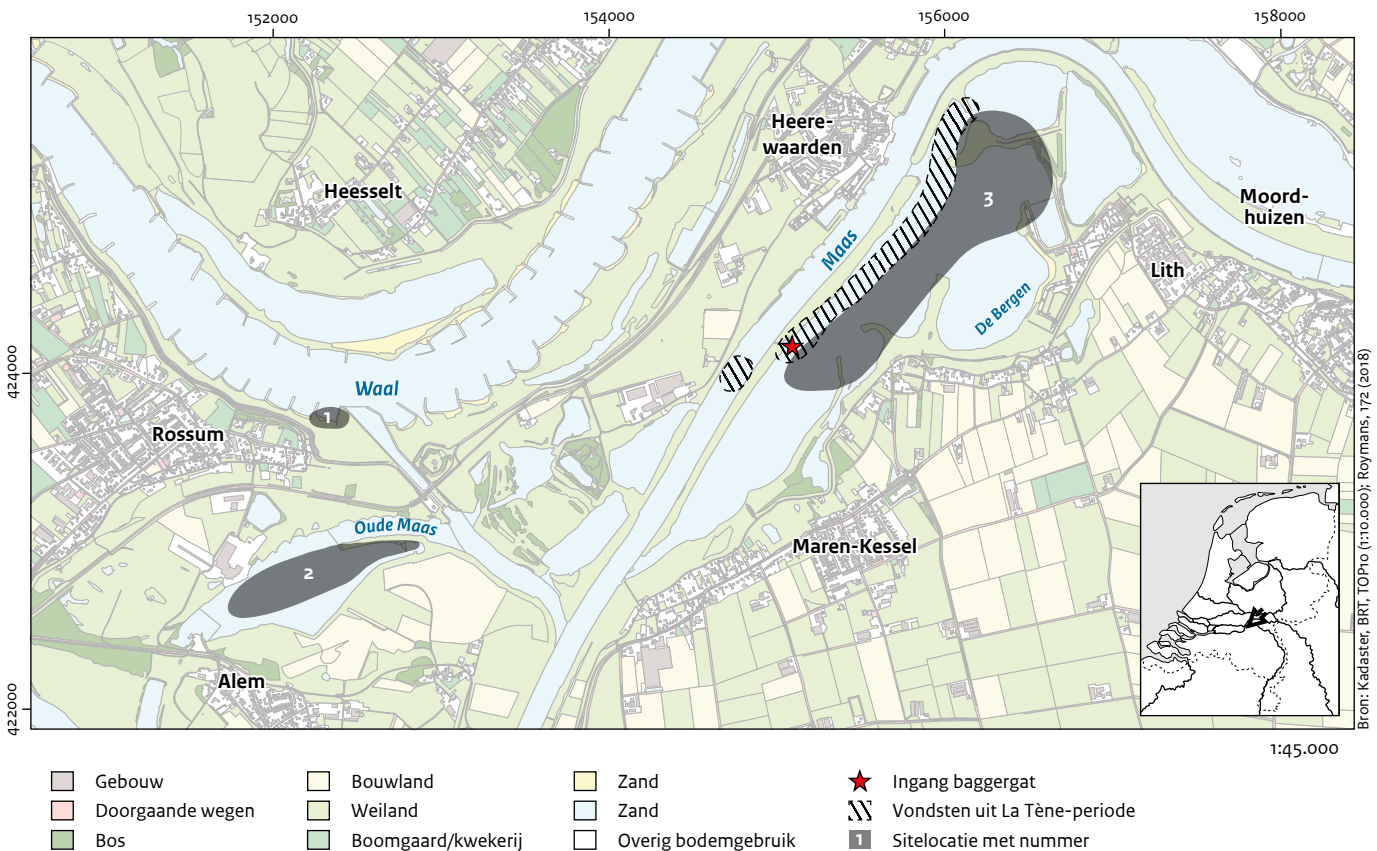 152000
154000
156000
158000
Heere-
waarden
Heesselt
3
Moord-
huizen
Maas
Lith
De Bergen
424000
Waal
1
Rossum
Oude Maas
Maren-Kessel
2
Alem
422000
Bron: Kadaster, BRT, TOP10 (1:10.000); Roymans, 172 (2018)
1:45.000
Gebouw
Doorgaande wegen
Bos
Bouwland
Weiland
Boomgaard/kwekerij
Zand
Zand
Overig bodemgebruik
Ingang baggergat
Vondsten uit La Tène-periode
1 Sitelocatie met nummer